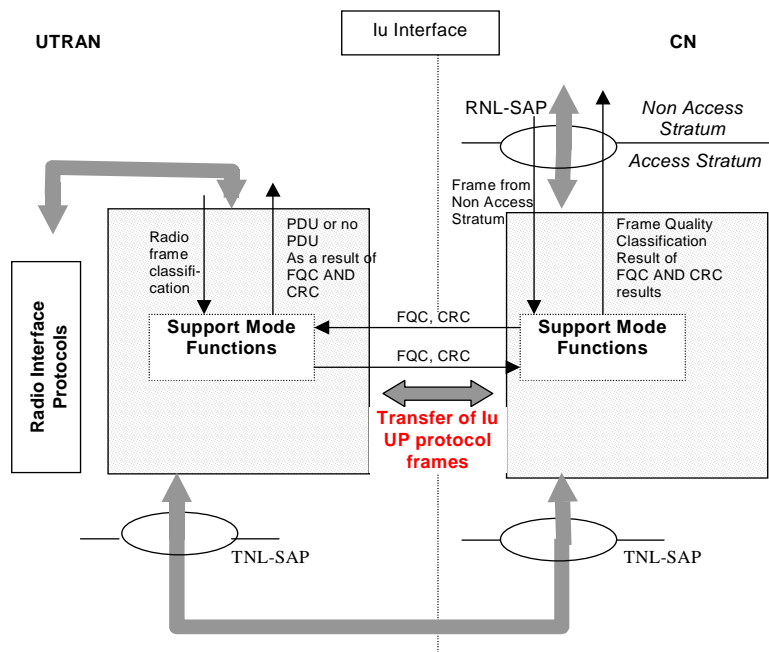 Iu Interface
UTRAN
CN
RNL-SAP
Non Access
Stratum
Access Stratum
Frame from
Non Access
Stratum
Radio
frame
classifi-
cation
PDU or no
PDU
As a result of
FQC AND
CRC
Frame Quality
Classification
Result of
FQC AND CRC
results
Radio Interface
Protocols
Support Mode
Functions
FQC, CRC
FQC, CRC
Support Mode
Functions
Transfer of Iu
UP protocol
frames
TNL-SAP
TNL-SAP